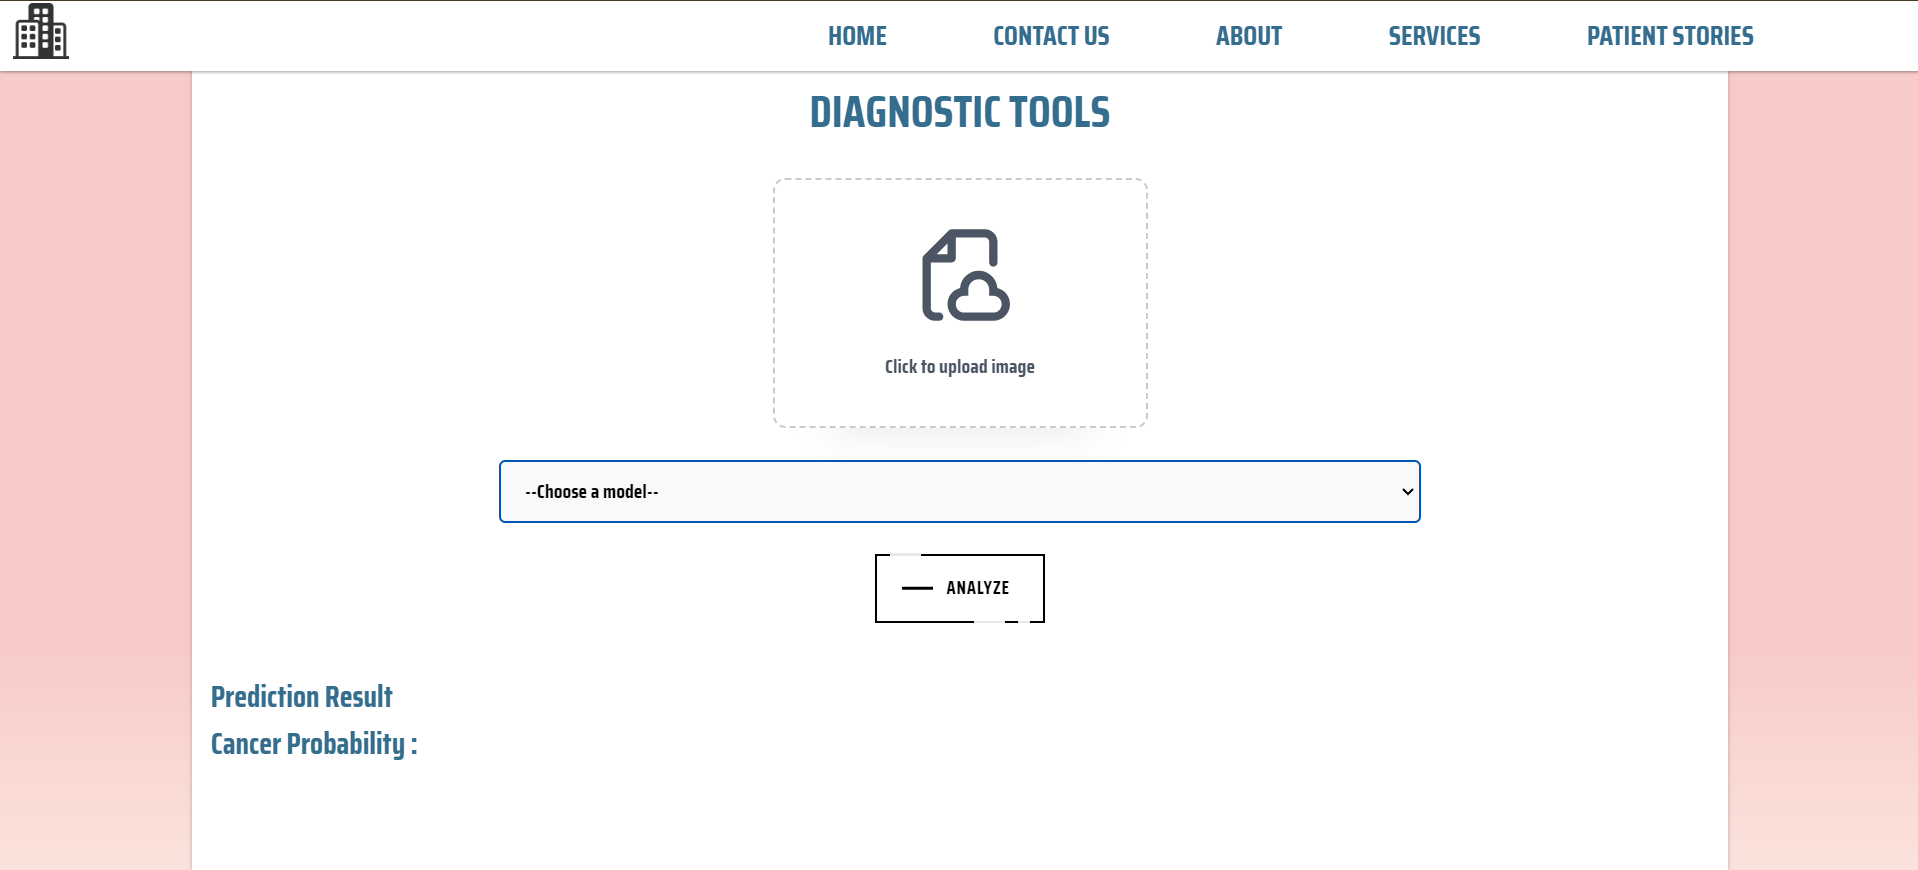 HOME CONTACT US ABOUT SERVICES PATIENT STORIES
DIAGNOSTIC TOOLS
Click to upload image
--Choose a model--
ANALYZE
Prediction Result
Cancer Probability :